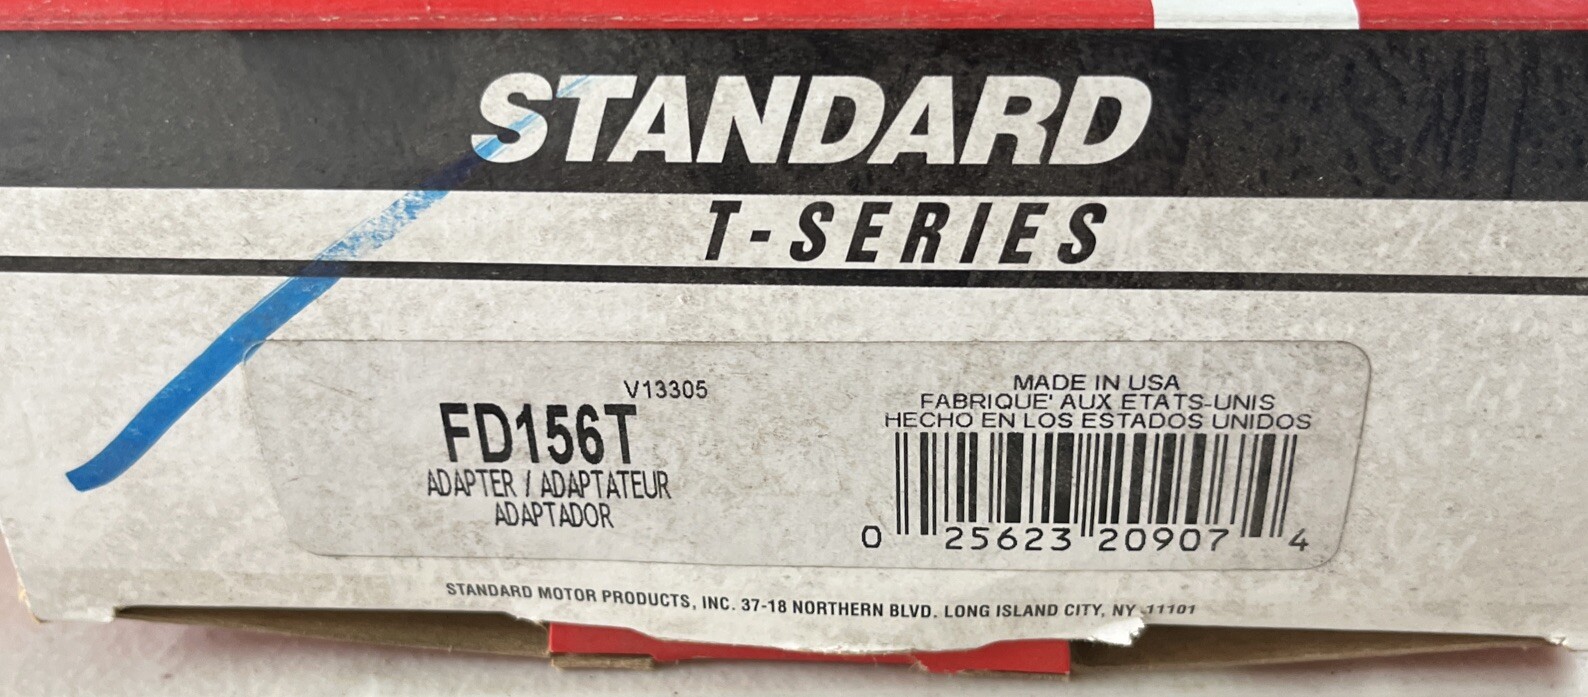 STANDARD
T-SERIES
V13305
FD156T
ADAPTER / ADAPTATEUR
ADAPTADOR
MADE IN USA
FABRIQUE' AUX ETATS-UNIS
HECHO EN LOS ESTADOS UNIDOS
0 25623 20907 4
STANDARD MOTOR PRODUCTS, INC. 37-18 NORTHERN BLVD. LONG ISLAND CITY, NY 11101